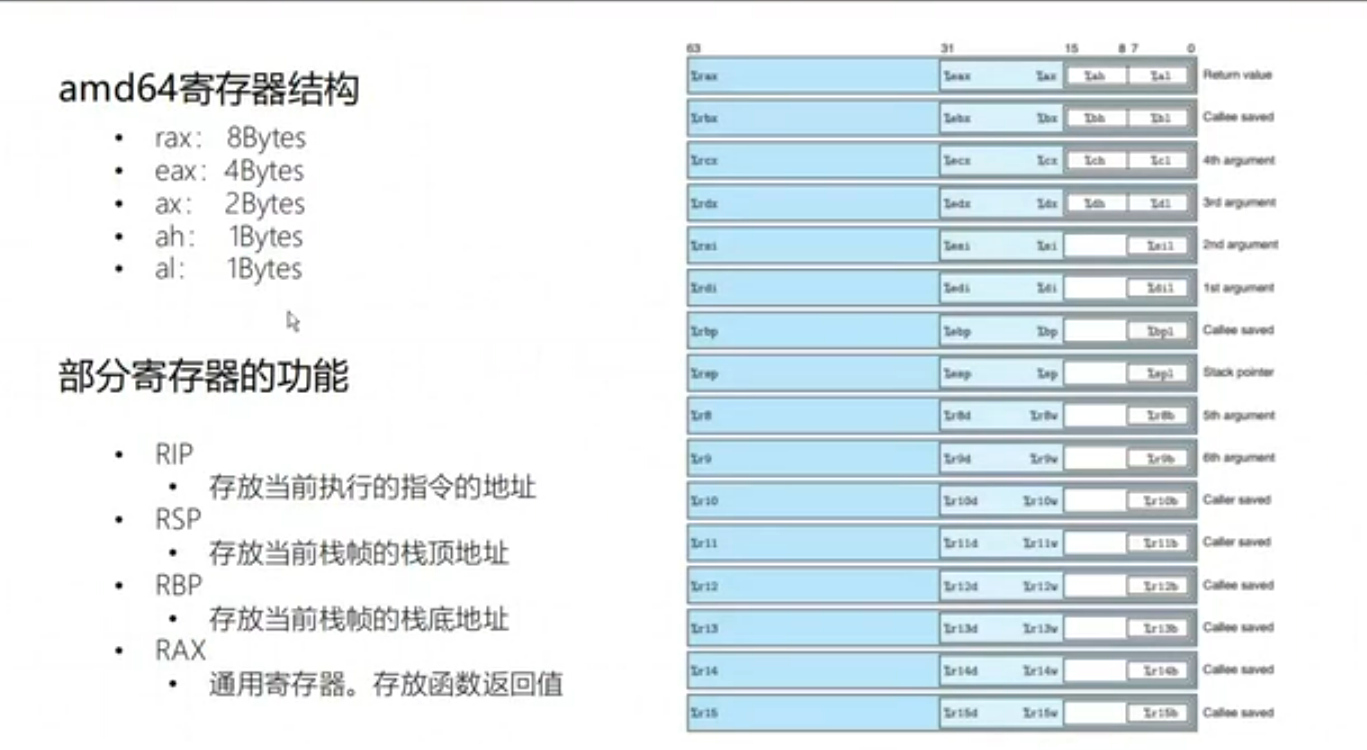 amd64寄存器结构
• rax： 8Bytes
• eax： 4Bytes
• ax： 2Bytes
• ah： 1Bytes
• al： 1Bytes
部分寄存器的功能
• RIP
• 存放当前执行的指令的地址
• RSP
• 存放当前栈帧的栈顶地址
• RBP
• 存放当前栈帧的栈底地址
• RAX
• 通用寄存器。存放函数返回值
63 31 15 8 7 0
%rax %eax %ax %ah %al Return value
%rbx %ebx %bx %bh %bl Callee saved
%rcx %ecx %cx %ch %cl 4th argument
%rdx %edx %dx %dh %dl 3rd argument
%rsi %esi %si %sil 2nd argument
%rdi %edi %di %dil 1st argument
%rbp %ebp %bp %bpl Callee saved
%rsp %esp %sp %spl Stack pointer
%r8 %r8d %r8w %r8b 5th argument
%r9 %r9d %r9w %r9b 6th argument
%r10 %r10d %r10w %r10b Caller saved
%r11 %r11d %r11w %r11b Caller saved
%r12 %r12d %r12w %r12b Callee saved
%r13 %r13d %r13w %r13b Callee saved
%r14 %r14d %r14w %r14b Callee saved
%r15 %r15d %r15w %r15b Callee saved